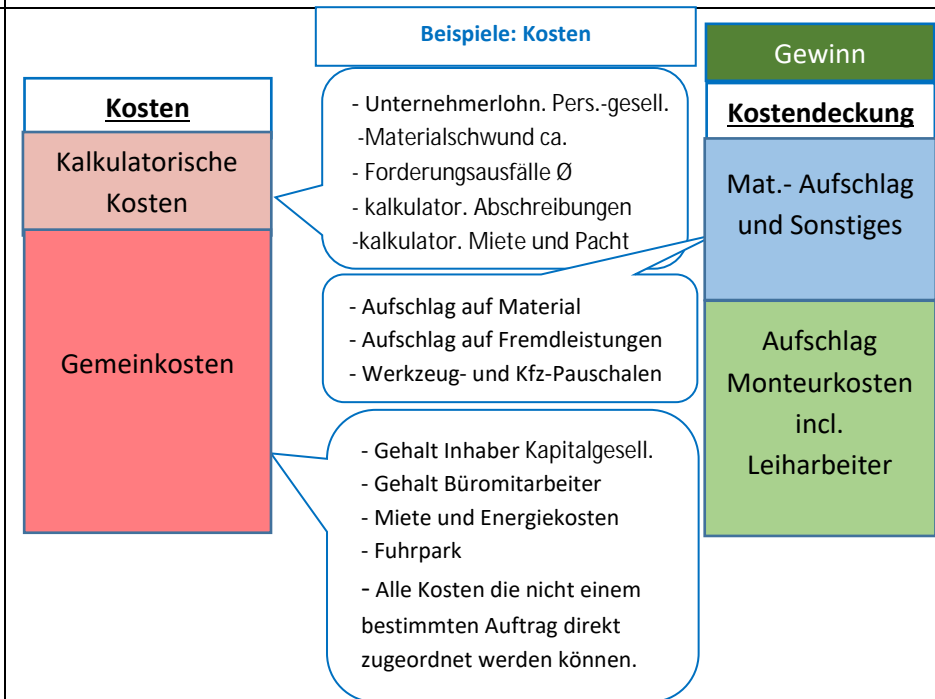 Beispiele: Kosten
Kosten
Kalkulatorische
Kosten
Gemeinkosten
- Unternehmerlohn. Pers.-gesell.
-Materialschwund ca.
- Forderungsausfälle Ø
- kalkulator. Abschreibungen
-kalkulator. Miete und Pacht
- Aufschlag auf Material
- Aufschlag auf Fremdleistungen
- Werkzeug- und Kfz-Pauschalen
- Gehalt Inhaber Kapitalgesell.
- Gehalt Büromitarbeiter
- Miete und Energiekosten
- Fuhrpark
- Alle Kosten die nicht einem
bestimmten Auftrag direkt
zugeordnet werden können.
Gewinn
Kostendeckung
Mat.- Aufschlag
und Sonstiges
Aufschlag
Monteurkosten
incl.
Leiharbeiter